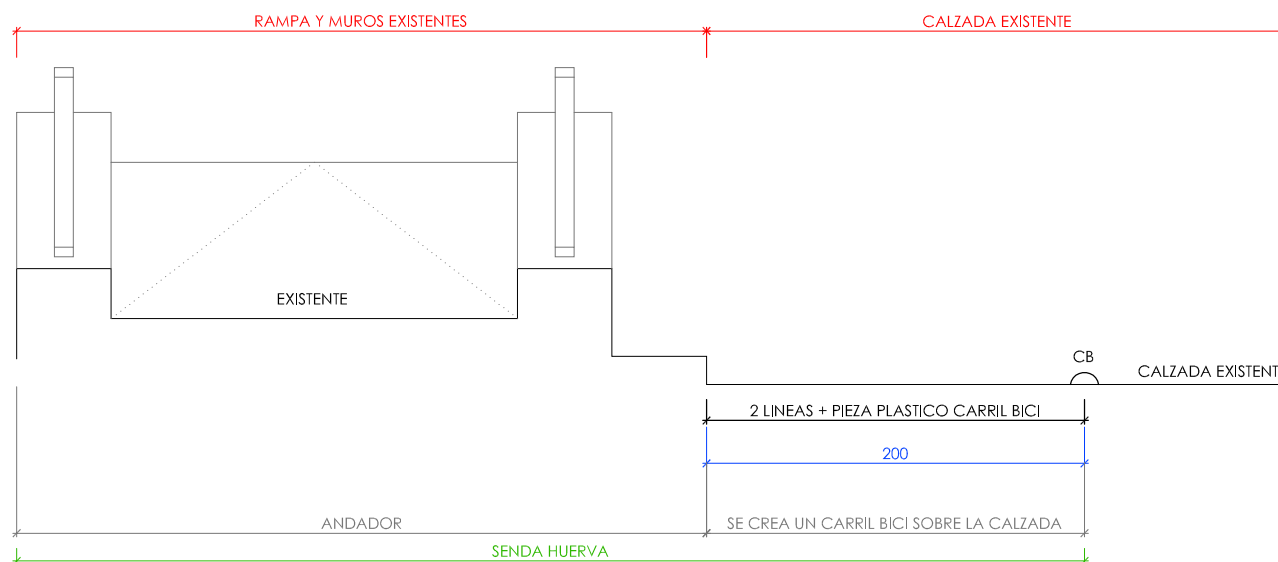 RAMPA Y MUROS EXISTENTES
CALZADA EXISTENTE
EXISTENTE
CB
CALZADA EXISTENT
2 LINEAS + PIEZA PLASTICO CARRIL BICI
200
ANDADOR
SE CREA UN CARRIL BICI SOBRE LA CALZADA
SENDA HUERVA